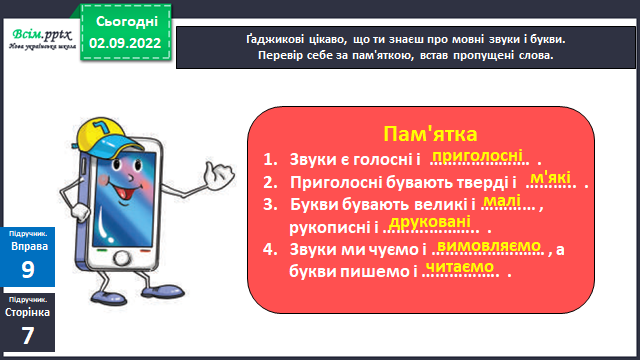 Всім.pptx
Нова українська школа
Сьогодні
02.09.2022
Ґаджикові цікаво, що ти знаєш про мовні звуки і букви.
Перевір себе за пам'яткою, встав пропущені слова.
Пам'ятка
1. Звуки є голосні і приголосні .
2. Приголосні бувають тверді і м'які .
3. Букви бувають великі і малі ,
рукописні і друковані .
4. Звуки ми чуємо і вимовляємо , а
букви пишемо і читаємо .
Підручник.
Вправа
9
Підручник.
Сторінка
7